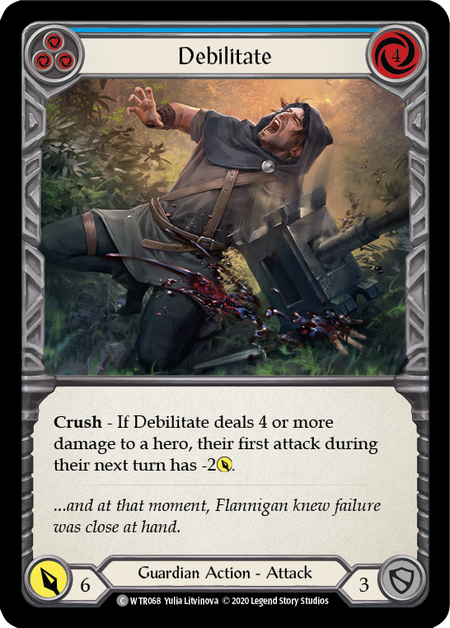 4
Debilitate
Crush - If Debilitate deals 4 or more
damage to a hero, their first attack during
their next turn has -2.
...and at that moment, Flannigan knew failure
was close at hand.
6
Guardian Action - Attack
3
C WTR068 Yulia Litvinova © 2020 Legend Story Studios